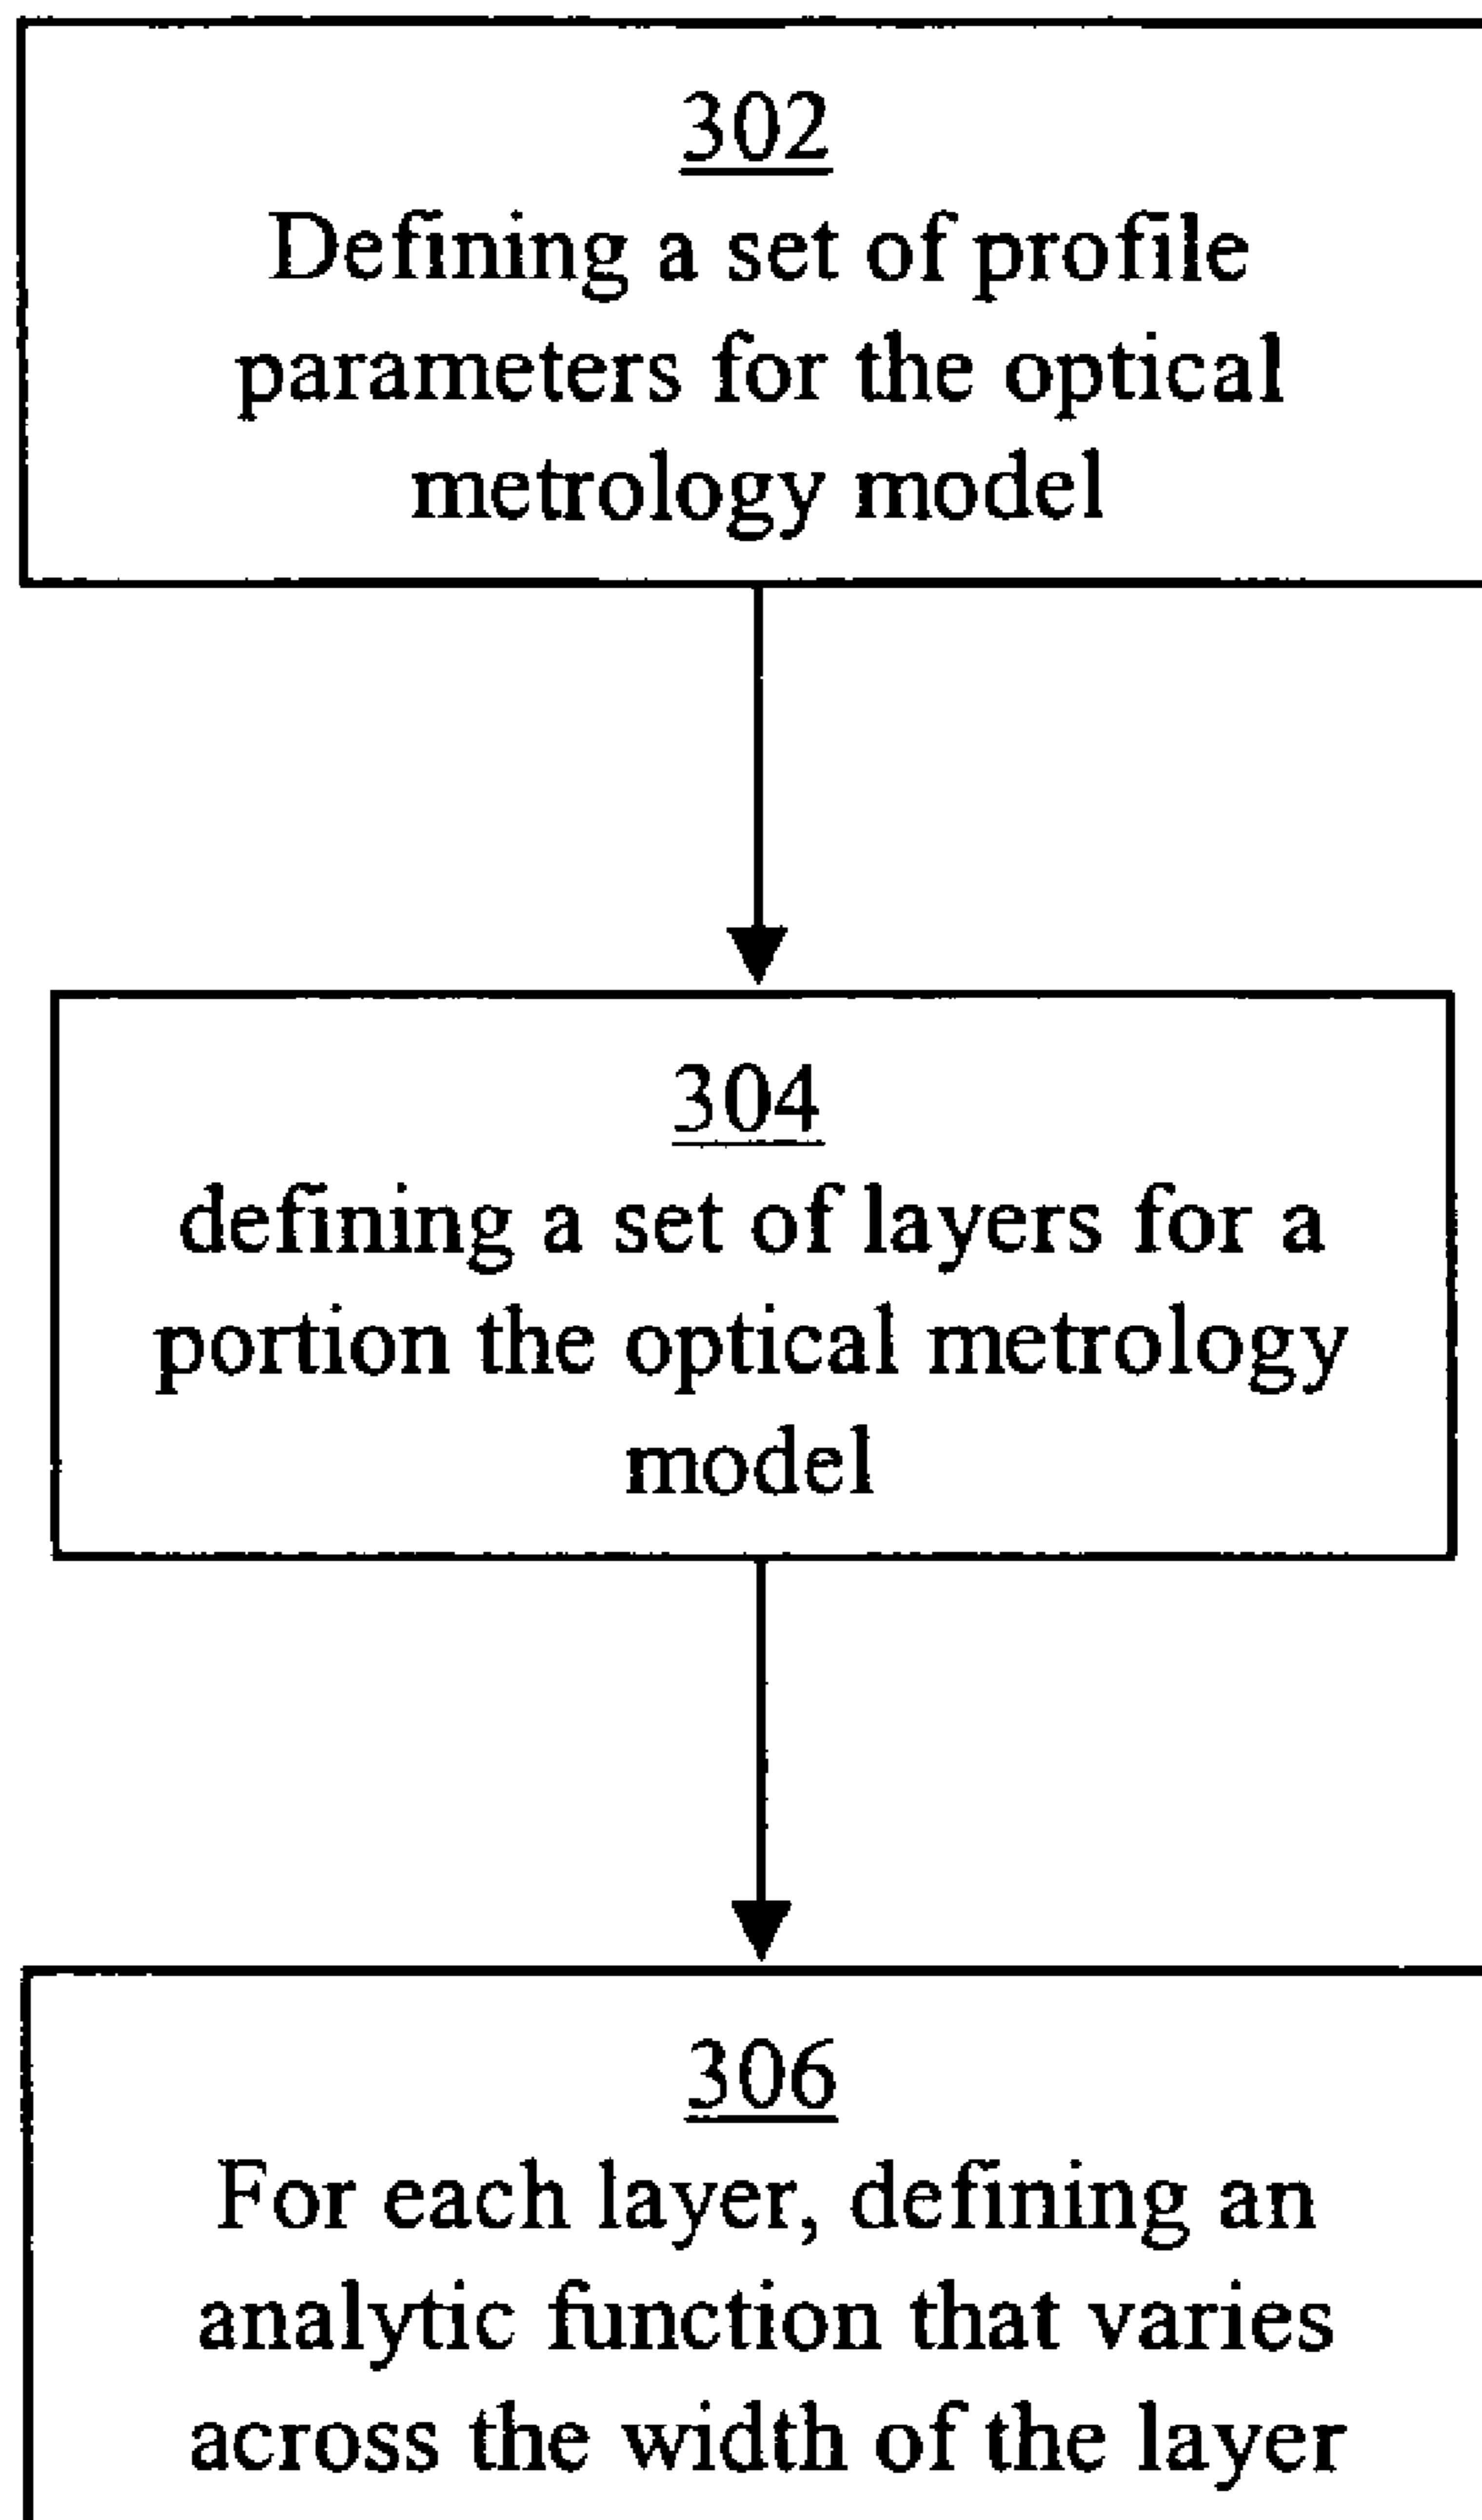 302
Defining a set of profile
parameters for the optical
metrology model
304
defining a set of layers for a
portion the optical metrology
model
306
For each layer, defining an
analytic function that varies
across the width of the layer